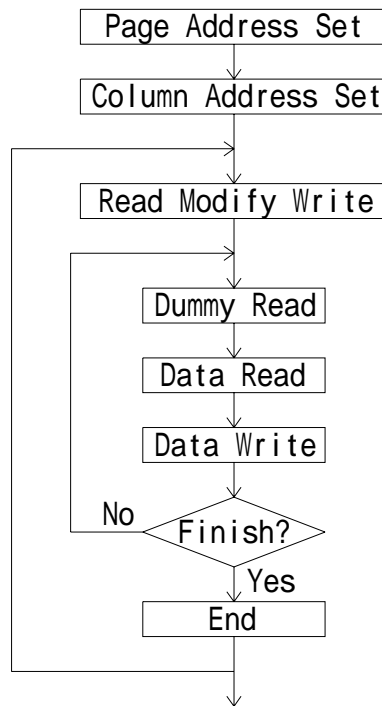 Page Address Set
Column Address Set
Read Modify Write
Dummy Read
Data Read
Data Write
No
Finish?
Yes
End